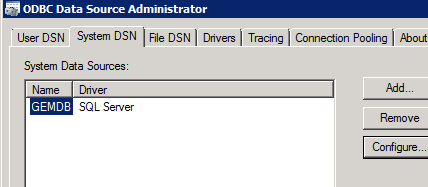 ODBC Data Source Administrator
User DSN System DSN File DSN Drivers Tracing Connection Pooling About
System Data Sources:
Name Driver Add...
GEMDB SQL Server
Remove
Configure...